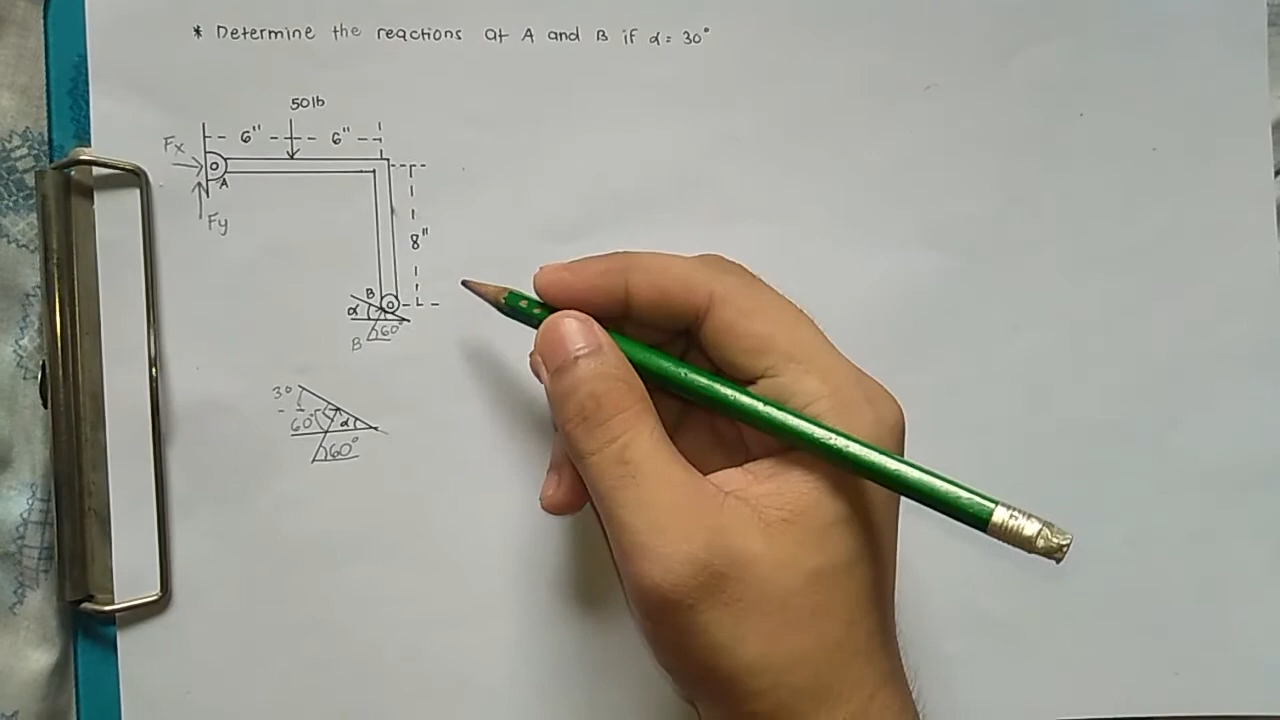 * Determine the reactions at A and B if α = 30°
50lb
6" 6"
Fx
A
Fy
8"
B
α
60°
B
30
60° α
60°